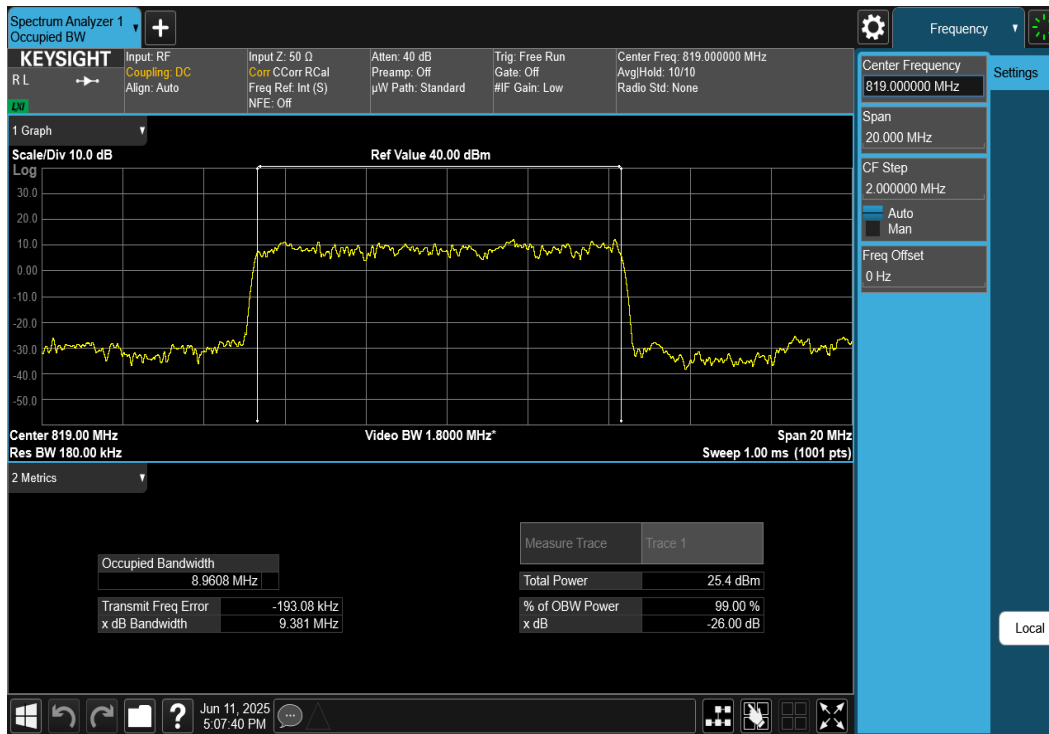 Spectrum Analyzer 1
Occupied BW
Frequency
KEYSIGHT
R L
LXI
Input: RF
Coupling: DC
Align: Auto
Input Z: 50 Ω
Corr CCorr RCal
Freq Ref: Int (S)
NFE: Off
Atten: 40 dB
Preamp: Off
µW Path: Standard
Trig: Free Run
Gate: Off
#IF Gain: Low
Center Freq: 819.000000 MHz
Avg|Hold: 10/10
Radio Std: None
Center Frequency
819.000000 MHz
Settings
Span
20.000 MHz
CF Step
2.000000 MHz
Auto
Man
Freq Offset
0 Hz
1 Graph
Scale/Div 10.0 dB
Ref Value 40.00 dBm
Log
30.0
20.0
10.0
0.00
-10.0
-20.0
-30.0
-40.0
-50.0
Center 819.00 MHz
Video BW 1.8000 MHz*
Span 20 MHz
Res BW 180.00 kHz
Sweep 1.00 ms (1001 pts)
2 Metrics
Measure Trace
Trace 1
Occupied Bandwidth
8.9608 MHz
Total Power
25.4 dBm
Transmit Freq Error
-193.08 kHz
% of OBW Power
99.00 %
x dB Bandwidth
9.381 MHz
x dB
-26.00 dB
Local
?
Jun 11, 2025
5:07:40 PM